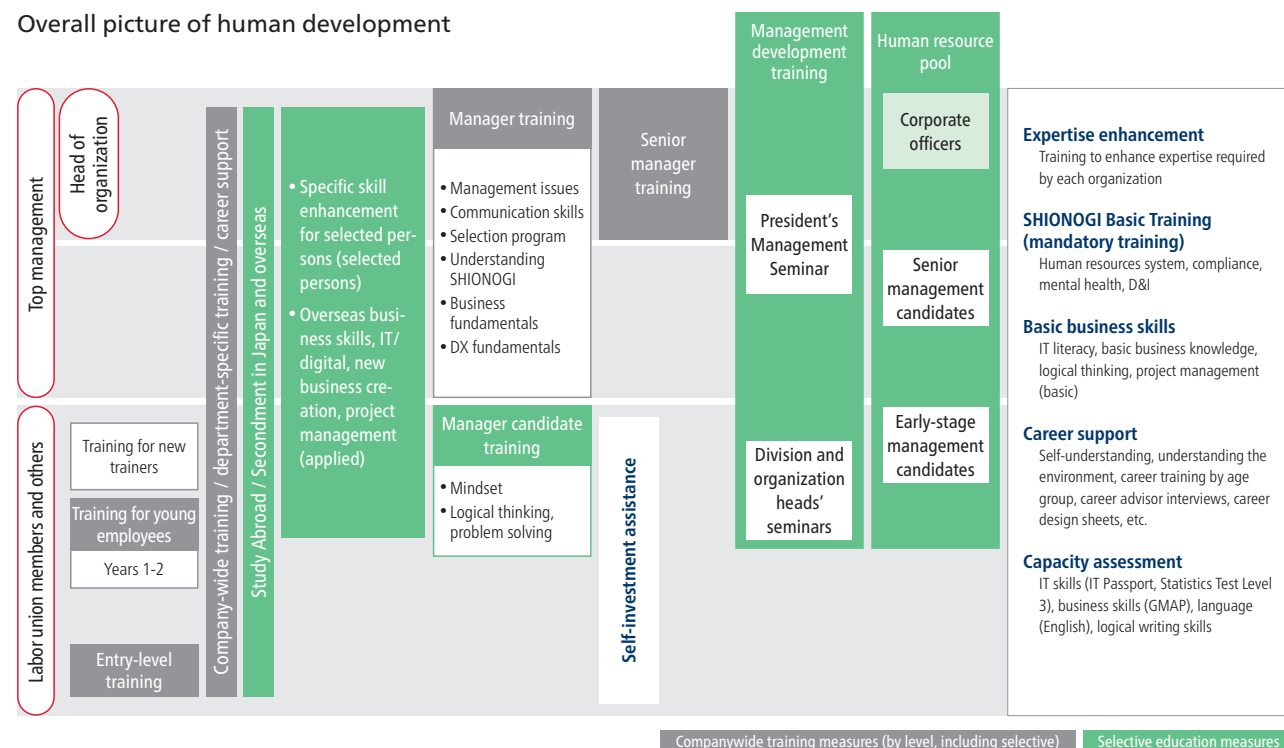 Overall picture of human development
Top management
Head of
organization
Labor union members and others
Training for new
trainers
Training for young
employees
Years 1-2
Entry-level
training
Company-wide training / department-specific training / career support
Study Abroad / Secondment in Japan and overseas
• Specific skill
enhancement
for selected per-
sons (selected
persons)
• Overseas busi-
ness skills, IT/
digital, new
business cre-
ation, project
management
(applied)
Manager training
• Management issues
• Communication skills
• Selection program
• Understanding
SHIONOGI
• Business
fundamentals
• DX fundamentals
Manager candidate
training
• Mindset
• Logical thinking,
problem solving
Senior
manager
training
Self-investment assistance
Management
development
training
President's
Management
Seminar
Division and
organization
heads'
seminars
Human resource
pool
Corporate
officers
Senior
management
candidates
Early-stage
management
candidates
Expertise enhancement
Training to enhance expertise required
by each organization
SHIONOGI Basic Training
(mandatory training)
Human resources system, compliance,
mental health, D&I
Basic business skills
IT literacy, basic business knowledge,
logical thinking, project management
(basic)
Career support
Self-understanding, understanding the
environment, career training by age
group, career advisor interviews, career
design sheets, etc.
Capacity assessment
IT skills (IT Passport, Statistics Test Level
3), business skills (GMAP), language
(English), logical writing skills
Companywide training measures (by level, including selective)
Selective education measures